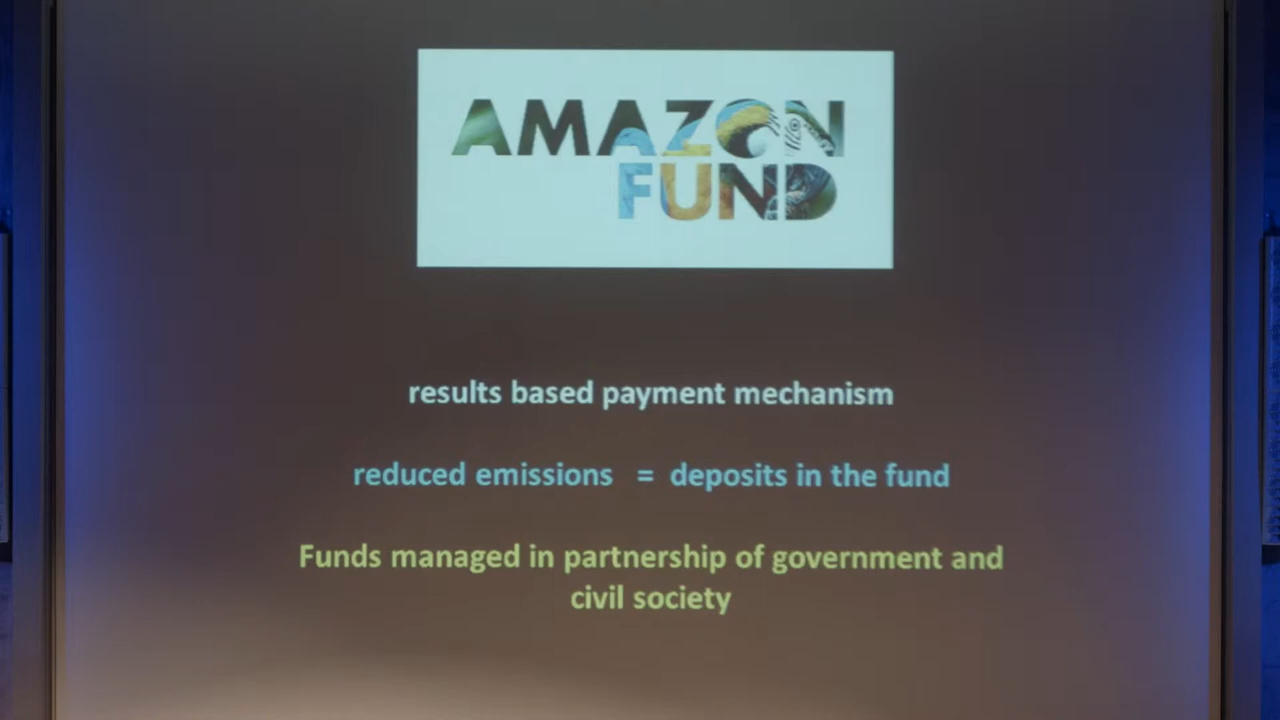 AMAZON
FUND
results based payment mechanism
reduced emissions = deposits in the fund
Funds managed in partnership of government and
civil society